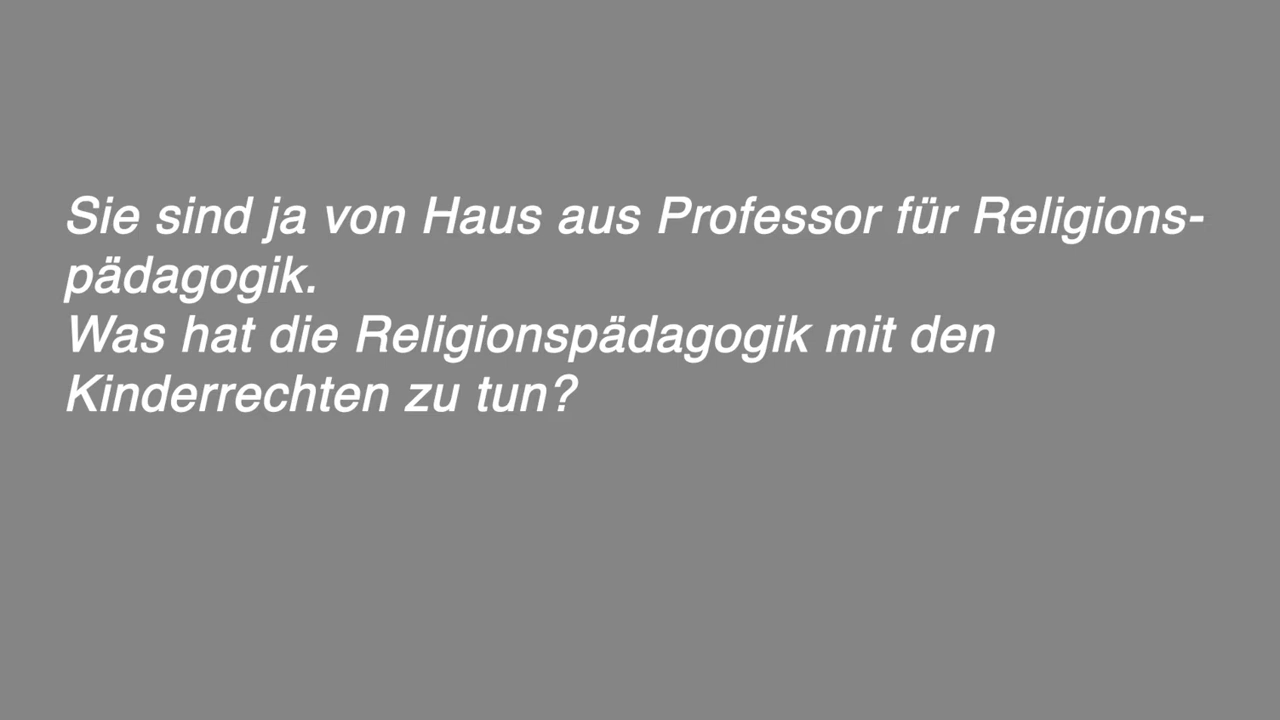 Sie sind ja von Haus aus Professor für Religions-
pädagogik.
Was hat die Religionspädagogik mit den
Kinderrechten zu tun?